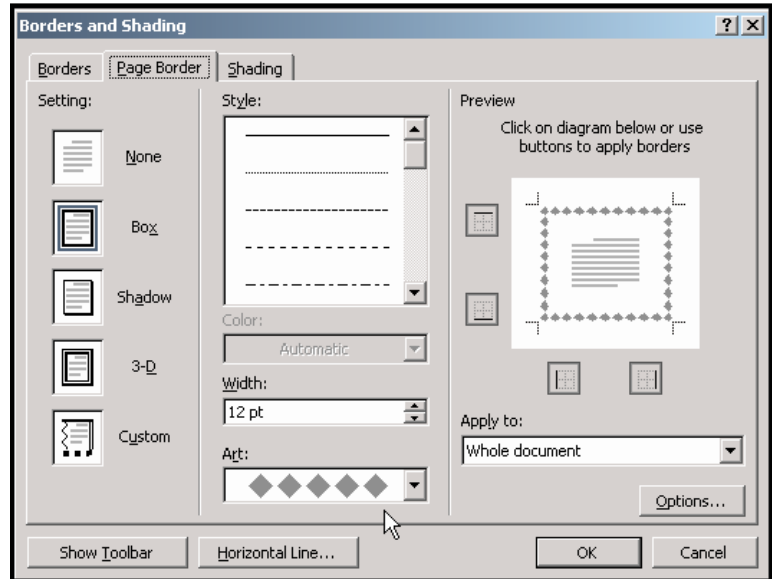 Borders and Shading
Borders
Page Border
Shading
Setting:
None
Box
Shadow
3-D
Custom
Style:
Color:
Automatic
Width:
12 pt
Art:
Preview
Click on diagram below or use
buttons to apply borders
Apply to:
Whole document
Options...
Show Toolbar
Horizontal Line...
OK
Cancel